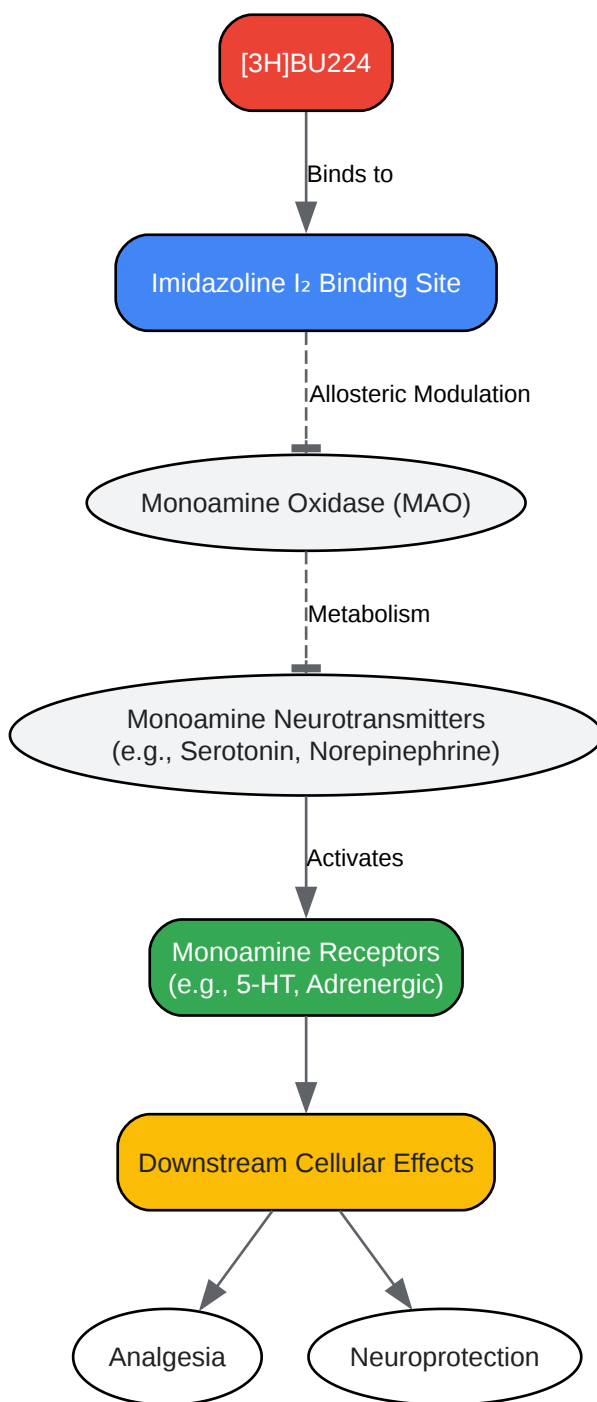 [3H]BU224
Binds to
Imidazoline I₂ Binding Site
Allosteric Modulation
Monoamine Oxidase (MAO)
Metabolism
Monoamine Neurotransmitters
(e.g., Serotonin, Norepinephrine)
Activates
Monoamine Receptors
(e.g., 5-HT, Adrenergic)
Downstream Cellular Effects
Analgesia
Neuroprotection